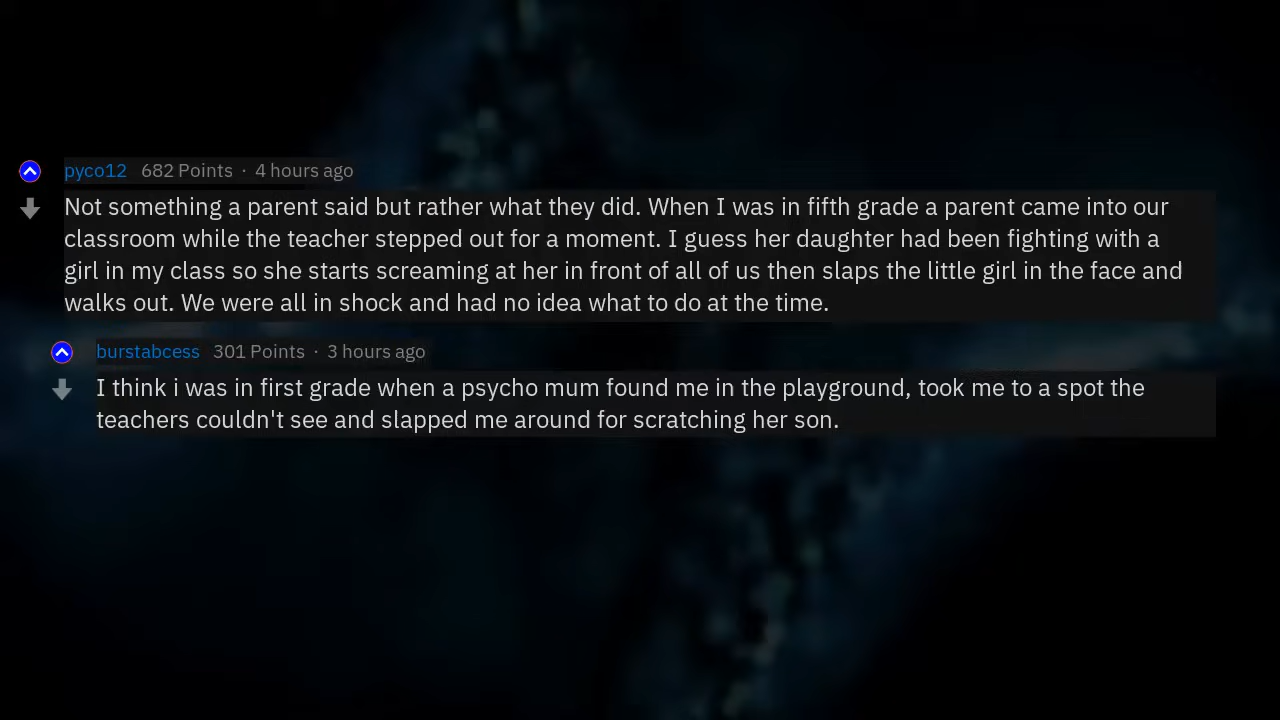 pyco12 682 Points · 4 hours ago
Not something a parent said but rather what they did. When I was in fifth grade a parent came into our
classroom while the teacher stepped out for a moment. I guess her daughter had been fighting with a
girl in my class so she starts screaming at her in front of all of us then slaps the little girl in the face and
walks out. We were all in shock and had no idea what to do at the time.
burstabcess 301 Points · 3 hours ago
I think i was in first grade when a psycho mum found me in the playground, took me to a spot the
teachers couldn't see and slapped me around for scratching her son.